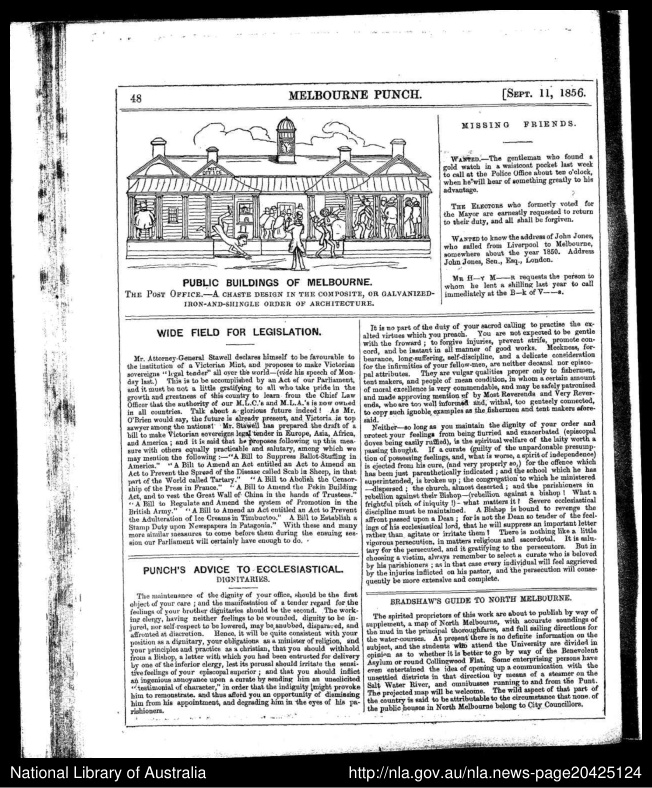 48
MELBOURNE PUNCH.
[SEPT. 11, 1856.
POST
OFFICE
PUBLIC BUILDINGS OF MELBOURNE.
THE POST OFFICE.—A CHASTE DESIGN IN THE COMPOSITE, OR GALVANIZED-
IRON-AND-SHINGLE ORDER OF ARCHITECTURE.
MISSING FRIENDS.
WANTED.—The gentleman who found a
gold watch in a waistcoat pocket last week
to call at the Police Office about ten o'clock,
when he will hear of something greatly to his
advantage.
THE ELECTORS who formerly voted for
the Mayor are earnestly requested to return
to their duty, and all shall be forgiven.
WANTED to know the address of John Jones,
who sailed from Liverpool to Melbourne,
somewhere about the year 1850. Address
John Jones, Sen., Esq., London.
MR H—y M——a requests the person to
whom he lent a shilling last year to call
immediately at the B—k of V——a.
WIDE FIELD FOR LEGISLATION.
Mr. Attorney-General Stawell declares himself to be favourable to
the institution of a Victorian Mint, and proposes to make Victorian
sovereigns "legal tender" all over the world—(vide his speech of Mon-
day last.) This is to be accomplished by an Act of our Parliament,
and it must be not a little gratifying to all who take pride in the
growth and greatness of this country to learn from the Chief Law
Officer that the authority of our M.L.C.'s and M.L.A.'s is now owned
in all countries. Talk about a glorious future indeed! As Mr.
O'Brien would say, the future is already present, and Victoria is top
sawyer among the nations! Mr. Stawell has prepared the draft of a
bill to make Victorian sovereigns legal tender in Europe, Asia, Africa,
and America; and it is said he proposes following up this mea-
sure with others equally practicable and salutary, among which we
may mention the following:—"A Bill to Suppress Ballot-Stuffing in
America." "A Bill to Amend an Act entitled an Act to Amend an
Act to Prevent the Spread of the Disease called Scab in Sheep, in that
part of the World called Tartary." "A Bill to Abolish the Censor-
ship of the Press in France." "A Bill to Amend the Pekin Building
Act, and to vest the Great Wall of China in the hands of Trustees."
"A Bill to Regulate and Amend the system of Promotion in the
British Army." "A Bill to Amend an Act entitled an Act to Prevent
the Adulteration of Ice Creams in Timbuctoo." A Bill to Establish a
Stamp Duty upon Newspapers in Patagonia." With these and many
more similar measures to come before them during the ensuing ses-
sion our Parliament will certainly have enough to do.
PUNCH'S ADVICE TO ECCLESIASTICAL.
DIGNITARIES.
The maintenance of the dignity of your office, should be the first
object of your care; and the manifestation of a tender regard for the
feelings of your brother dignitaries should be the second. The work-
ing clergy, having neither feelings to be wounded, dignity to be in-
jured, nor self-respect to be lowered, may be snubbed, disparaged, and
affronted at discretion. Hence, it will be quite consistent with your
position as a dignitary, your obligations as a minister of religion, and
your principles and practice as a christian, that you should withhold
from a Bishop, a letter with which you had been entrusted for delivery
by one of the inferior clergy, lest its perusal should irritate the sensi-
tive feelings of your episcopal superior; and that you should inflict
an ingenious annoyance upon a curate by sending him an unsolicited
"testimonial of character," in order that the indignity might provoke
him to remonstrate, and thus afford you an opportunity of dismissing
him from his appointment, and degrading him in the eyes of his pa-
rishioners.
It is no part of the duty of your sacred calling to practise the ex-
alted virtues which you preach. You are not expected to be gentle
with the froward; to forgive injuries, prevent strife, promote con-
cord, and be instant in all manner of good works. Meekness, for-
bearance, long-suffering, self-discipline, and a delicate consideration
for the infirmities of your fellow-men, are neither decanal nor episco-
pal attributes. They are vulgar qualities proper only to fishermen,
tent makers, and people of mean condition, in whom a certain amount
of moral excellence is very commendable, and may be safely patronized
and made approving mention of by Most Reverends and Very Rever-
ends, who are too well informed and, withal, too genteely connected,
to copy such ignoble examples as the fishermen and tent makers afore-
said.
Neither—so long as you maintain the dignity of your order and
protect your feelings from being flurried and exacerbated (episcopal
doves being easily ruffled), is the spiritual welfare of the laity worth a
passing thought. If a curate (guilty of the unpardonable presump-
tion of possessing feelings, and, what is worse, a spirit of independence)
is ejected from his cure, (and very properly so,) for the offence which
has been just parenthetically indicated; and the school which he has
superintended, is broken up; the congregation to which he ministered
—dispersed; the church, almost deserted; and the parishioners in
rebellion against their Bishop—(rebellion against a bishop! What a
frightful pitch of iniquity!)—what matters it! Severe ecclesiastical
discipline must be maintained. A Bishop is bound to revenge the
affront passed upon a Dean; for is not the Dean so tender of the feel-
ings of his ecclesiastical lord, that he will suppress an important letter
rather than agitate or irritate them! There is nothing like a little
vigorous persecution, in matters religious or sacerdotal. It is salu-
tary for the persecuted, and it gratifying to the persecutors. But in
choosing a victim, always remember to select a curate who is beloved
by his parishioners; as in that case every individual will feel aggrieved
by the injuries inflicted on his pastor, and the persecution will conse-
quently be more extensive and complete.
BRADSHAW'S GUIDE TO NORTH MELBOURNE.
The spirited proprietors of this work are about to publish by way of
supplement, a map of North Melbourne, with accurate soundings of
the mud in the principal thoroughfares, and full sailing directions for
the water-courses. At present there is no definite information on the
subject, and the students who attend the University are divided in
opinion as to whether it is better to go by way of the Benevolent
Asylum or round Collingwood Flat. Some enterprising persons have
even entertained the idea of opening up a communication with the
unsettled districts in that direction by means of a steamer on the
Salt Water River, and omnibusses running to and from the Punt.
The projected map will be welcome. The wild aspect of that part of
the country is said to be attributable to the circumstance that none of
the public houses in North Melbourne belong to City Councillors.
National Library of Australia
http://nla.gov.au/nla.news-page20425124